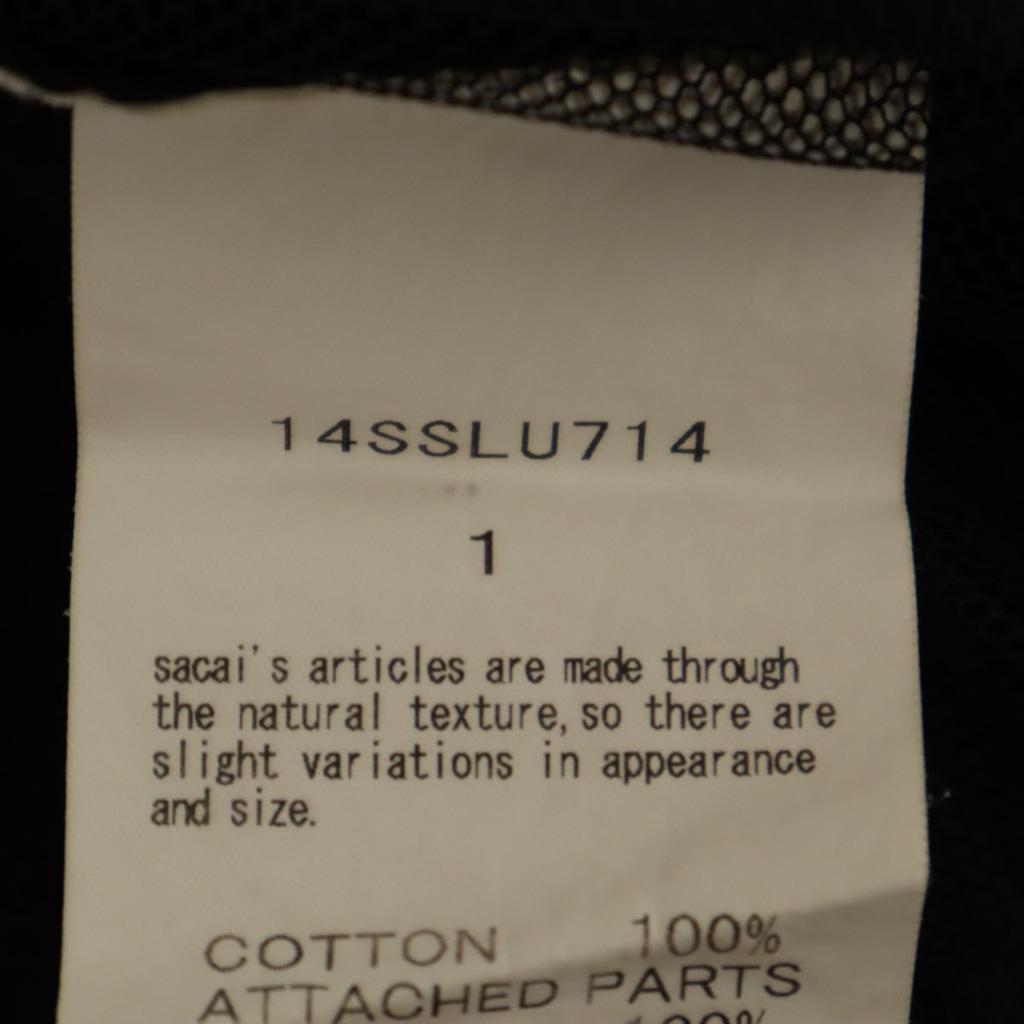 14SSLU714
1
sacai's articles are made through
the natural texture, so there are
slight variations in appearance
and size.
COTTON 100%
ATTACHED PARTS
100%